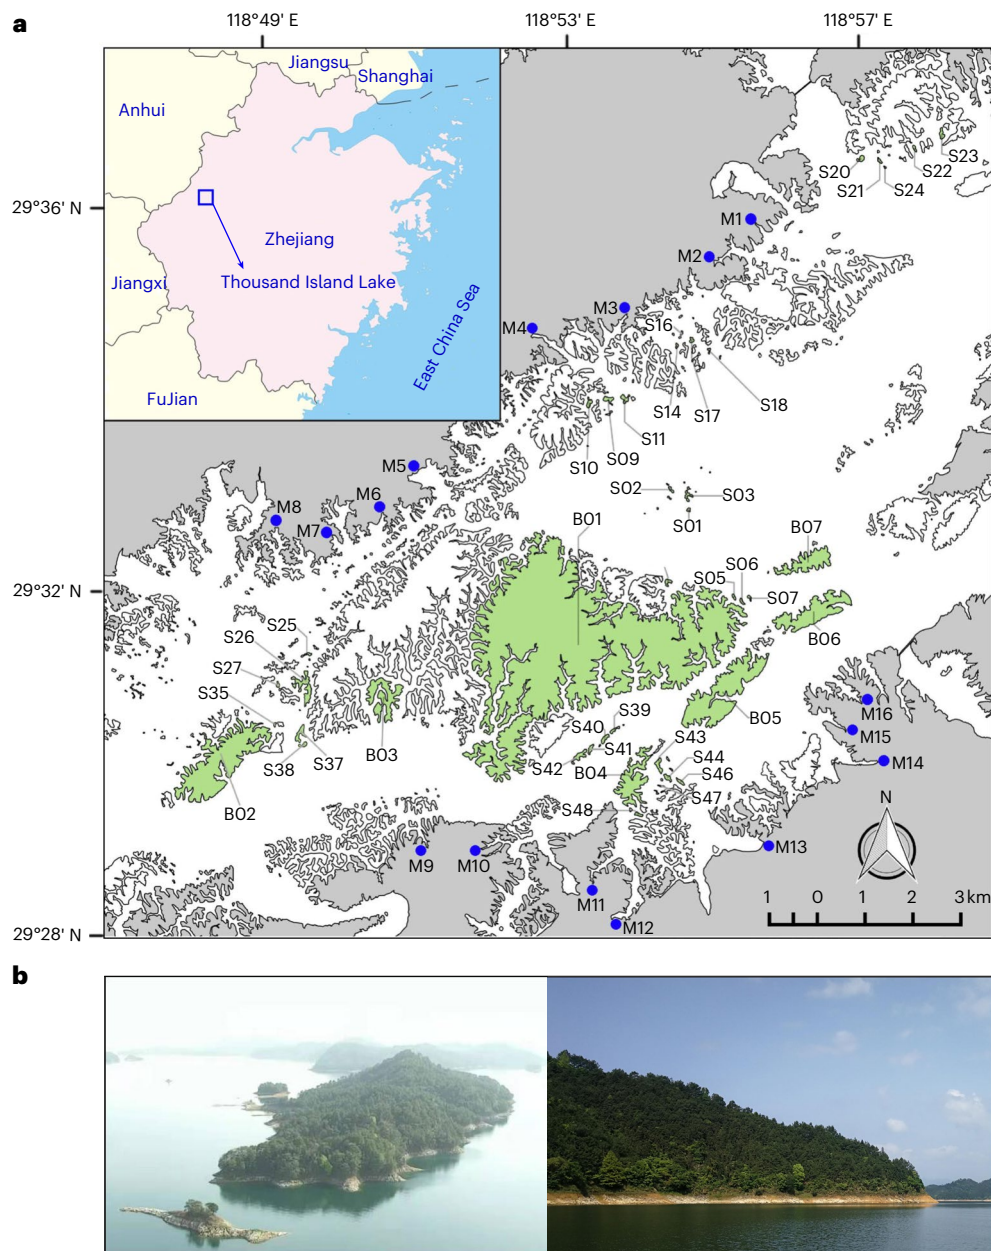 a
118°49' E
118°53' E
118°57' E
29°36' N
29°32' N
29°28' N
Jiangsu
Shanghai
Anhui
Zhejiang
Thousand Island Lake
Jiangxi
East China Sea
FuJian
S20
S21
S24
S22
S23
M1
M2
M3
M4
S16
S14
S17
S18
S11
S09
S10
M5
M6
M7
M8
S02
S03
S01
B01
B07
S05
S06
S07
B06
S25
S26
S27
S35
S38
S37
B03
B02
S39
S40
S41
S42
B04
S43
S44
S46
S47
S48
B05
M16
M15
M14
M13
M9
M10
M11
M12
N
1 0 1 2 3 km
b